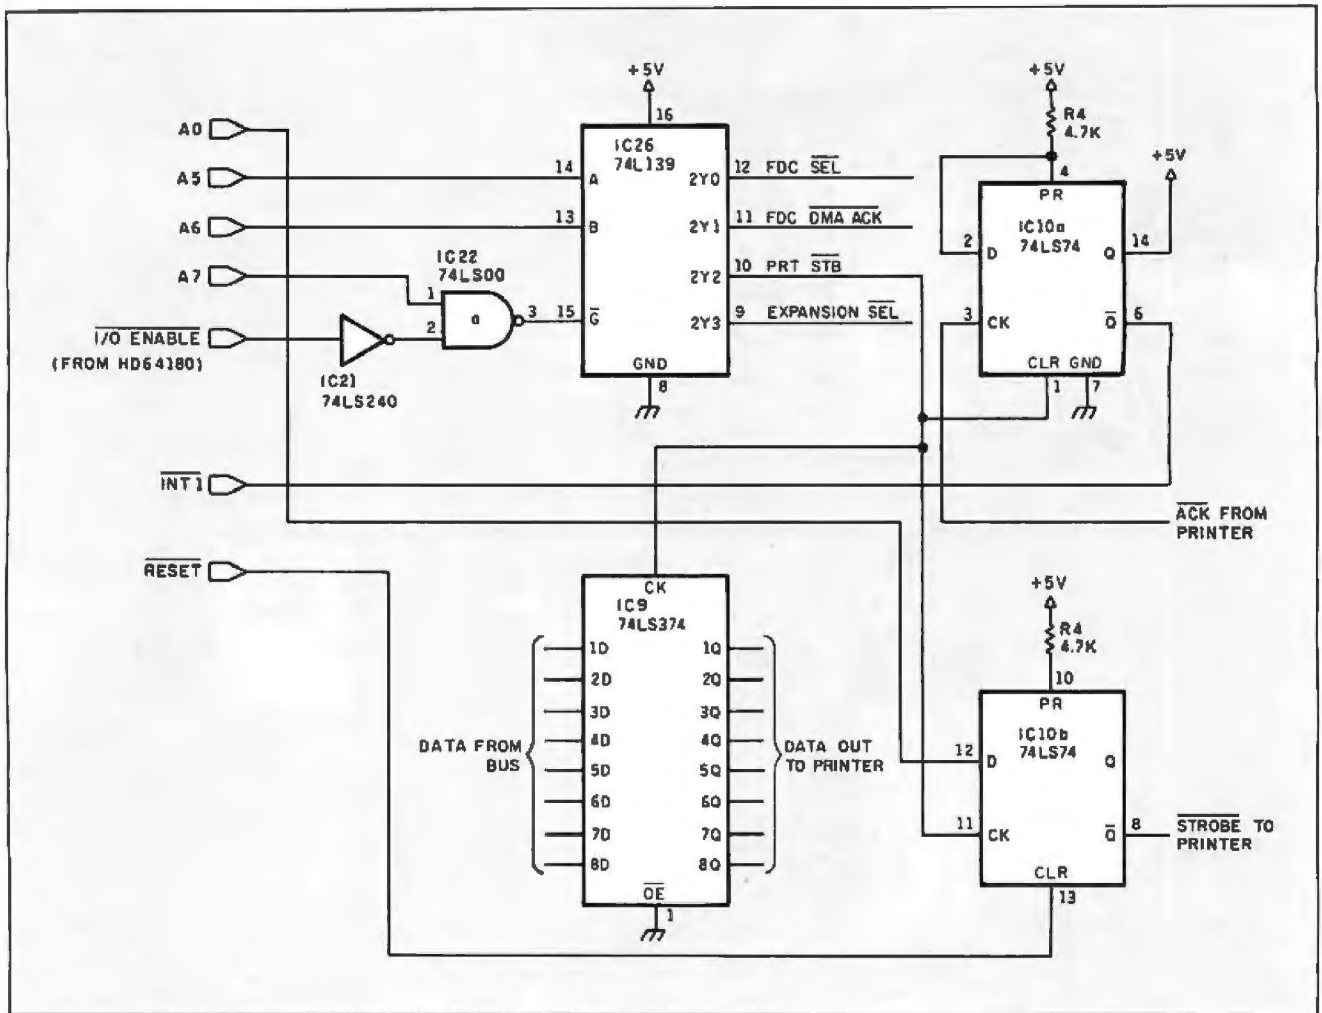 +5V
16
IC26
74L139
14
A
13
B
15
G
2Y0
2Y1
2Y2
2Y3
GND
8
12 FDC SEL
11 FDC DMA ACK
10 PRT STB
9 EXPANSION SEL
A0
A5
A6
A7
I/O ENABLE
(FROM HD64180)
IC21
74LS240
IC22
74LS00
1
2
a
3
INT1
RESET
+5V
R4
4.7K
+5V
4
PR
IC10a
74LS74
2
D
Q
14
3
CK
Q
6
CLR GND
1
7
ACK FROM
PRINTER
CK
IC9
74LS374
1D
2D
3D
4D
5D
6D
7D
8D
1Q
2Q
3Q
4Q
5Q
6Q
7Q
8Q
OE
1
DATA FROM
BUS
DATA OUT
TO PRINTER
+5V
R4
4.7K
10
PR
IC10b
74LS74
12
D
Q
11
CK
Q
8
CLR
13
STROBE TO
PRINTER